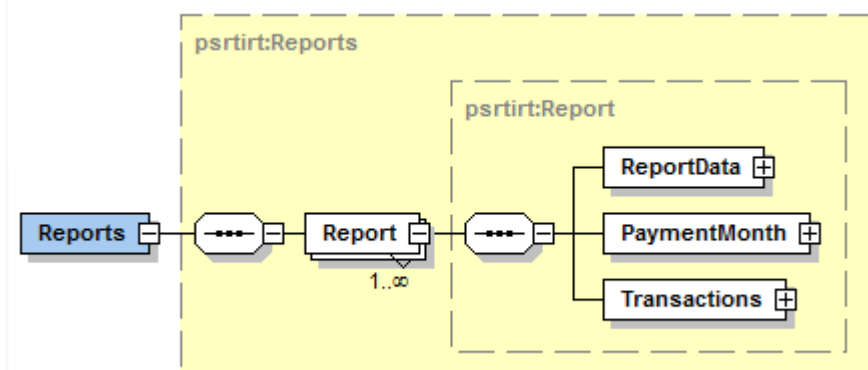 psrtirt:Reports
psrtirt:Report
ReportData
Reports
Report
PaymentMonth
1..∞
Transactions